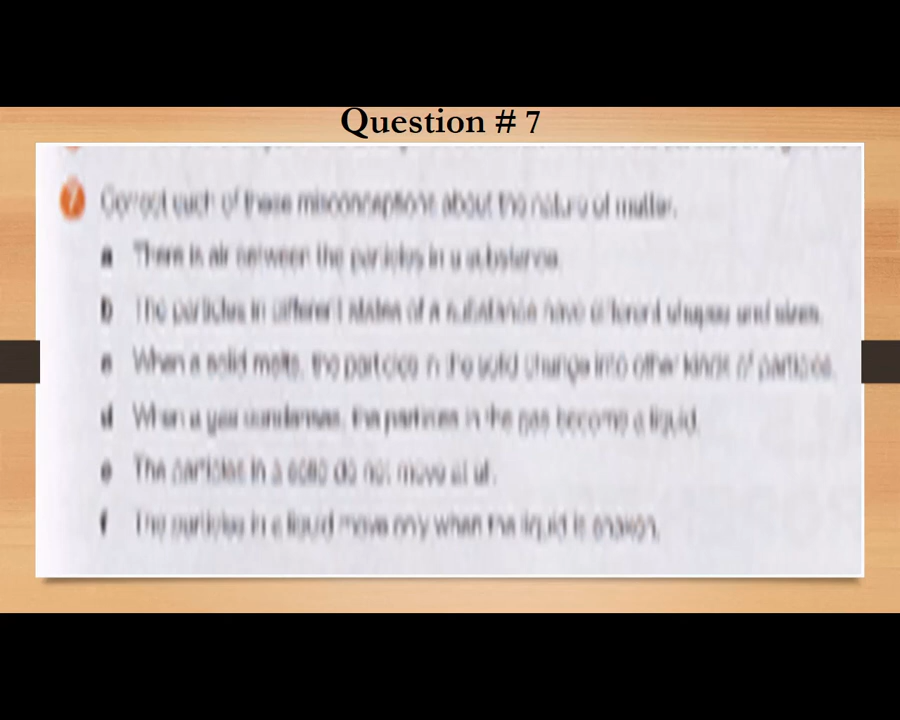 Question # 7
7 Correct each of these misconceptions about the nature of matter.
a There is air between the particles in a substance.
b The particles in different states of a substance have different shapes and sizes.
c When a solid melts, the particles in the solid change into other kinds of particles.
d When a gas condenses, the particles in the gas become a liquid.
e The particles in a solid do not move at all.
f The particles in a liquid move only when the liquid is shaken.